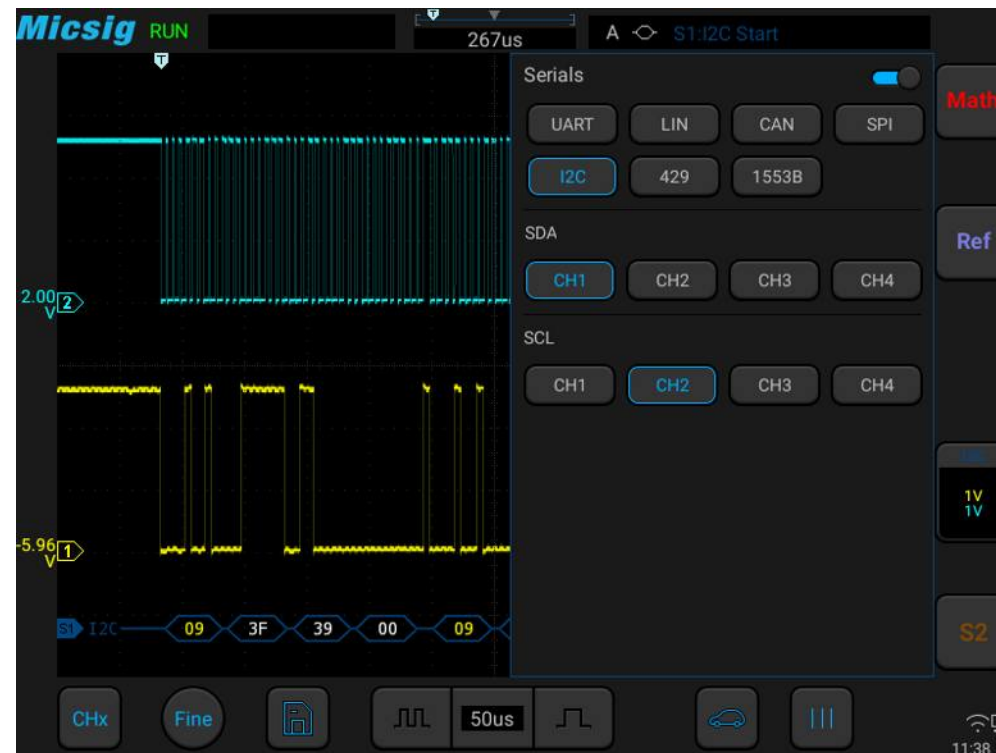 Micsig RUN T 267us A S1:I2C Start
T
Serials
Math
UART LIN CAN SPI
I2C 429 1553B
SDA
Ref
CH1 CH2 CH3 CH4
2.00 2
V
SCL
CH1 CH2 CH3 CH4
1V
1V
-5.96 1
V
S1 I2C 09 3F 39 00 09
S2
CHx Fine 50us
11:38